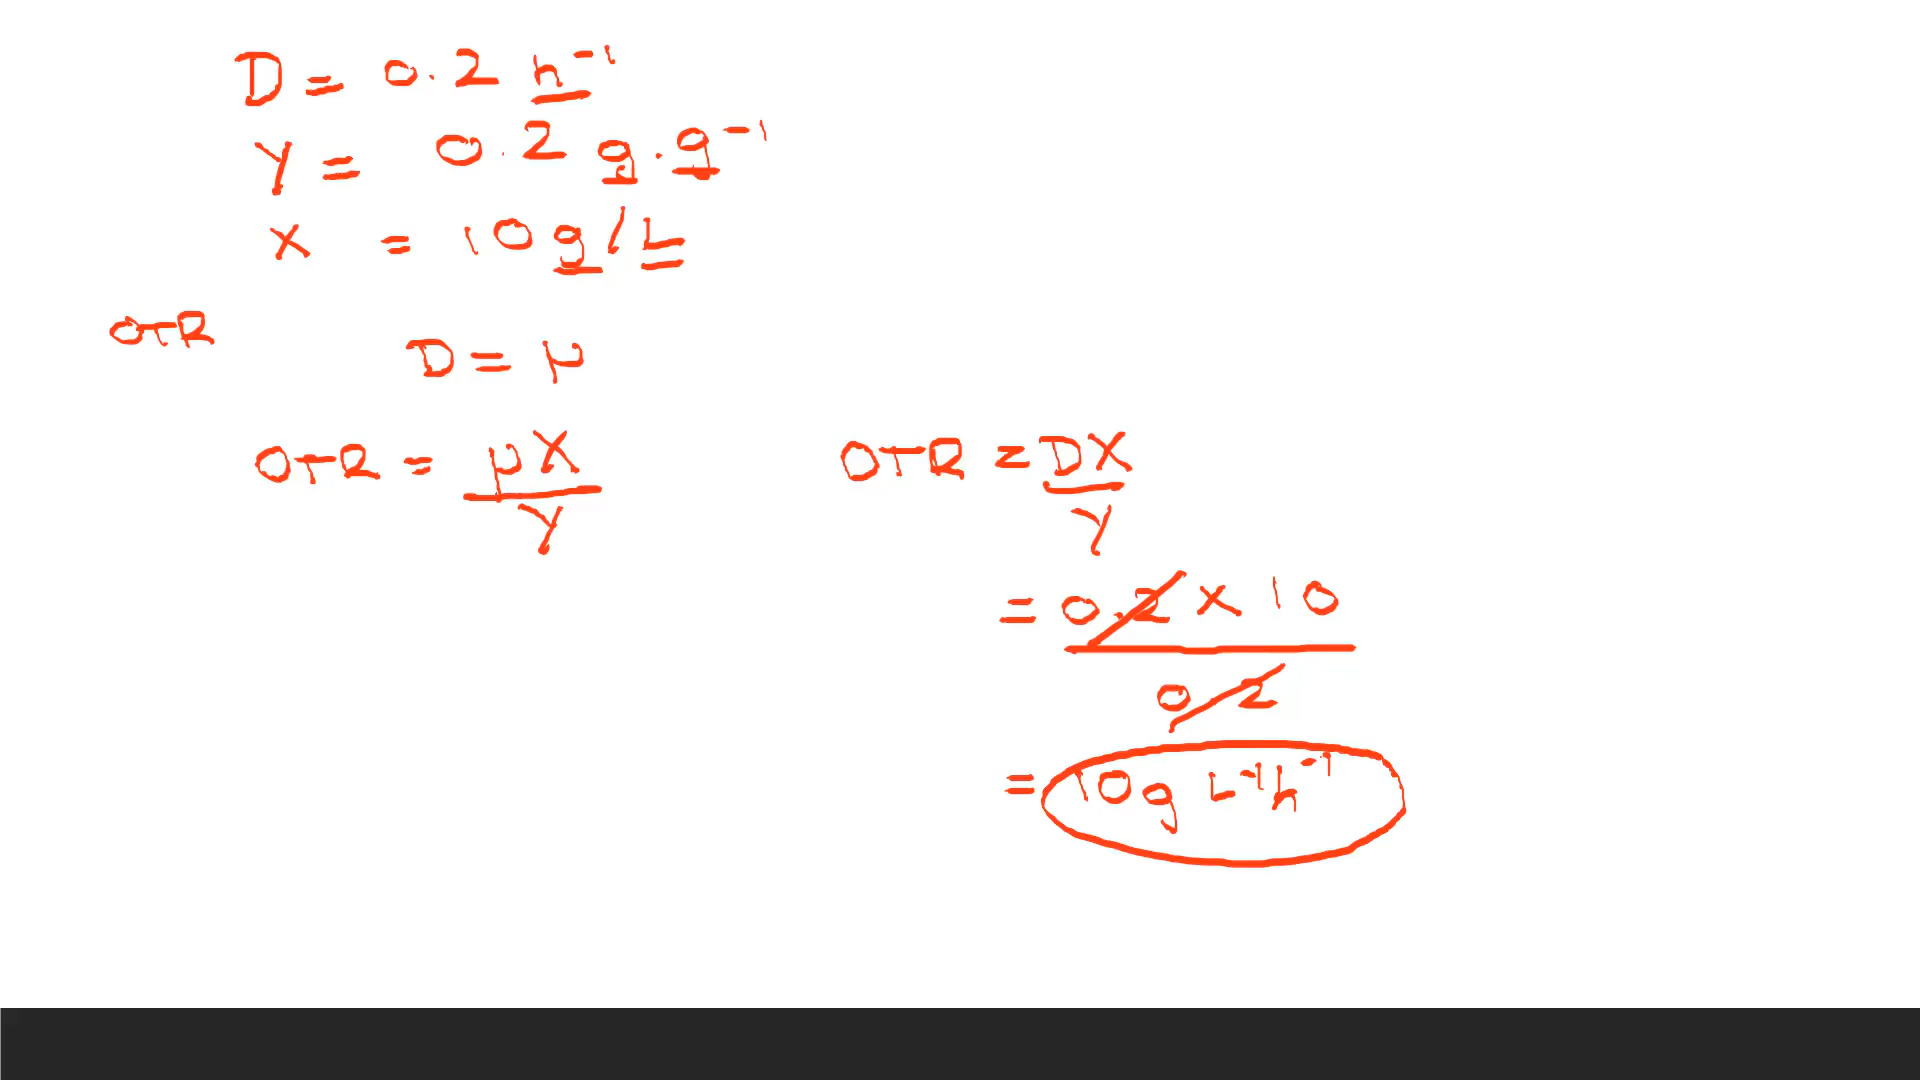 D = 0.2 h⁻¹
Y = 0.2 g.g⁻¹
X = 10 g/L
OTR
D = μ
OTR = μX
Y
OTR = DX
Y
= 0.2 x 10
0.2
= 10g L⁻¹h⁻¹